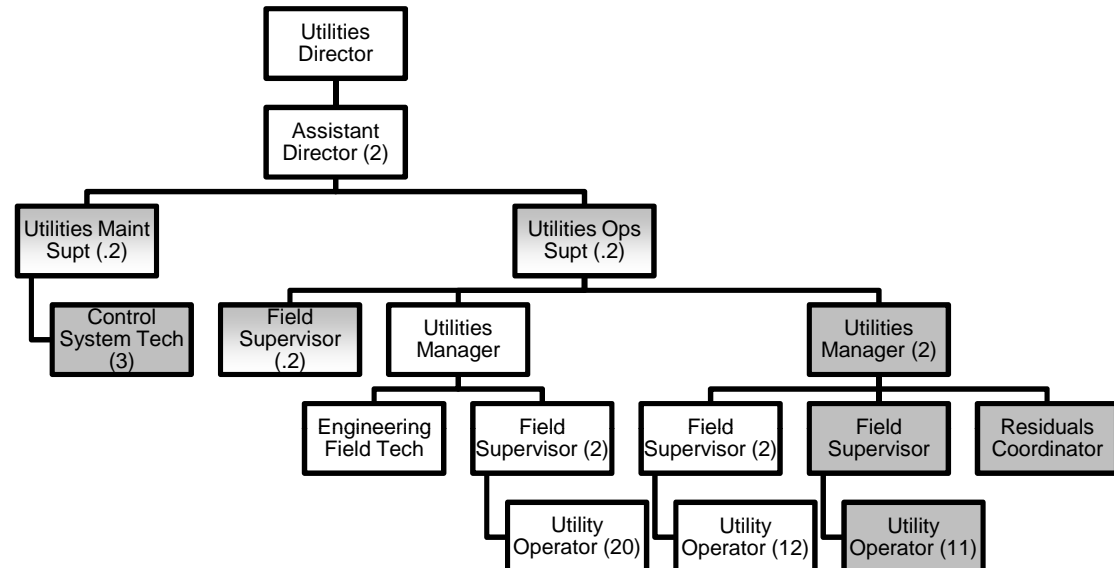 Utilities
Director
Assistant
Director (2)
Utilities Maint
Supt (.2)
Utilities Ops
Supt (.2)
Control
System Tech
(3)
Field
Supervisor
(.2)
Utilities
Manager
Utilities
Manager (2)
Engineering
Field Tech
Field
Supervisor (2)
Field
Supervisor (2)
Field
Supervisor
Residuals
Coordinator
Utility
Operator (20)
Utility
Operator (12)
Utility
Operator (11)